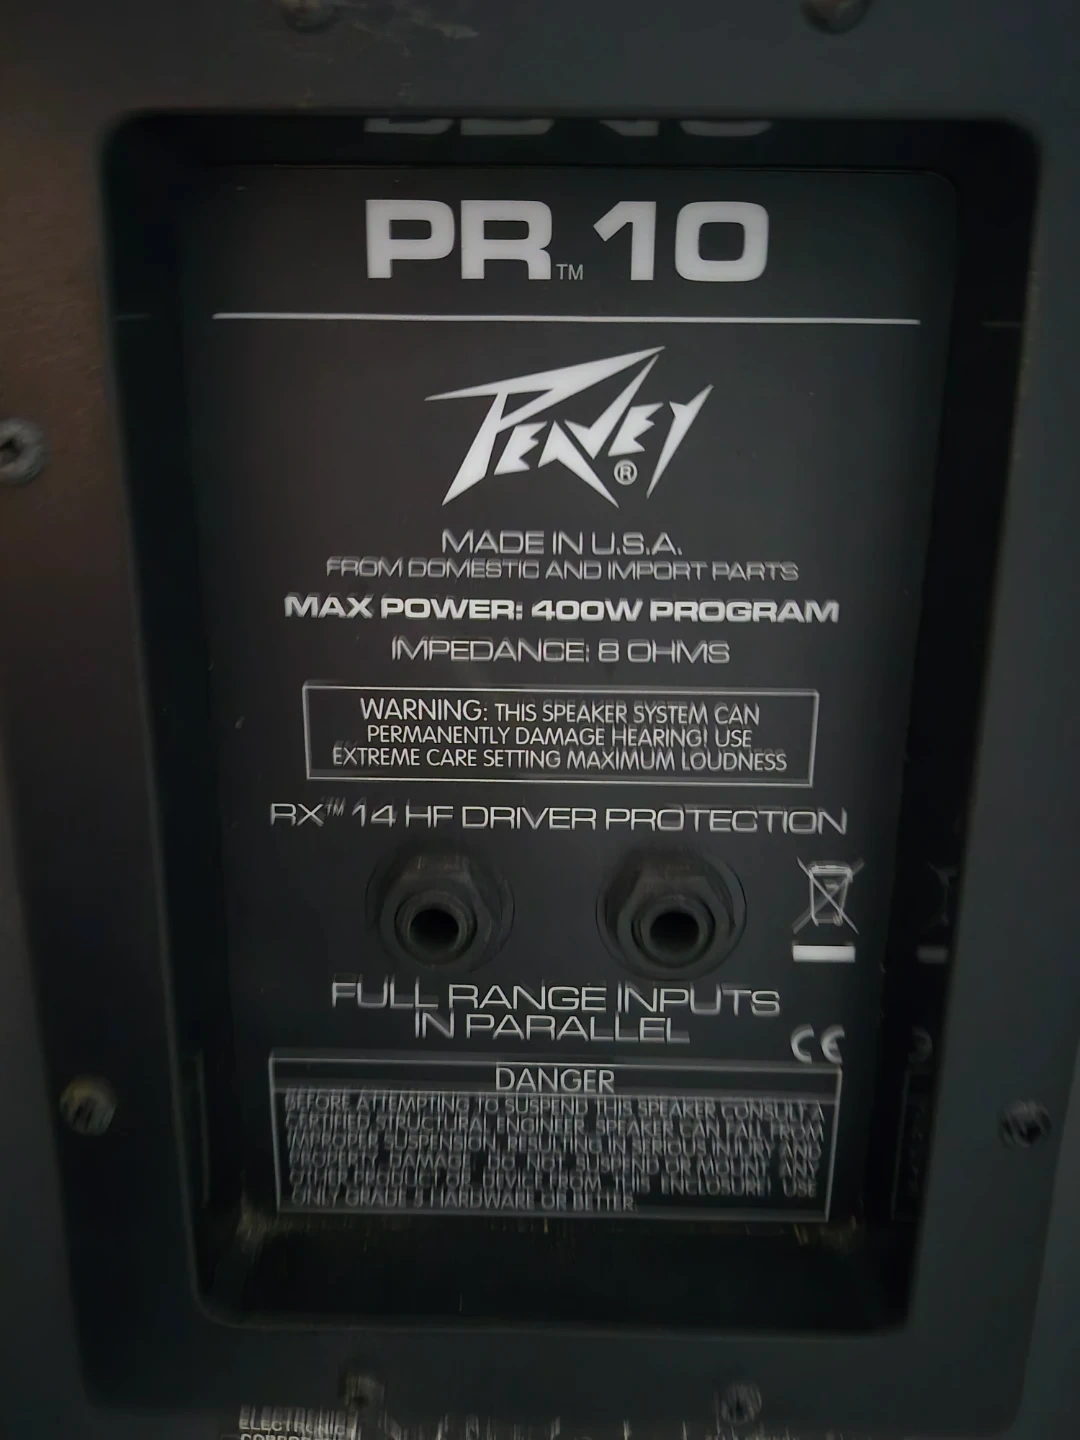 PR™ 10
PEAVEY®
MADE IN U.S.A.
FROM DOMESTIC AND IMPORT PARTS
MAX POWER: 400W PROGRAM
IMPEDANCE: 8 OHMS
WARNING: THIS SPEAKER SYSTEM CAN
PERMANENTLY DAMAGE HEARING! USE
EXTREME CARE SETTING MAXIMUM LOUDNESS
RX™ 14 HF DRIVER PROTECTION
FULL RANGE INPUTS
IN PARALLEL
CE
DANGER
BEFORE ATTEMPTING TO SUSPEND THIS SPEAKER CONSULT A
CERTIFIED STRUCTURAL ENGINEER. SPEAKER CAN FALL FROM
IMPROPER SUSPENSION, RESULTING IN SERIOUS INJURY AND
PROPERTY DAMAGE. DO NOT SUSPEND OR MOUNT ANY
OTHER PRODUCT OR DEVICE FROM THIS ENCLOSURE! USE
ONLY GRADE 5 HARDWARE OR BETTER.
ELECTRONICS